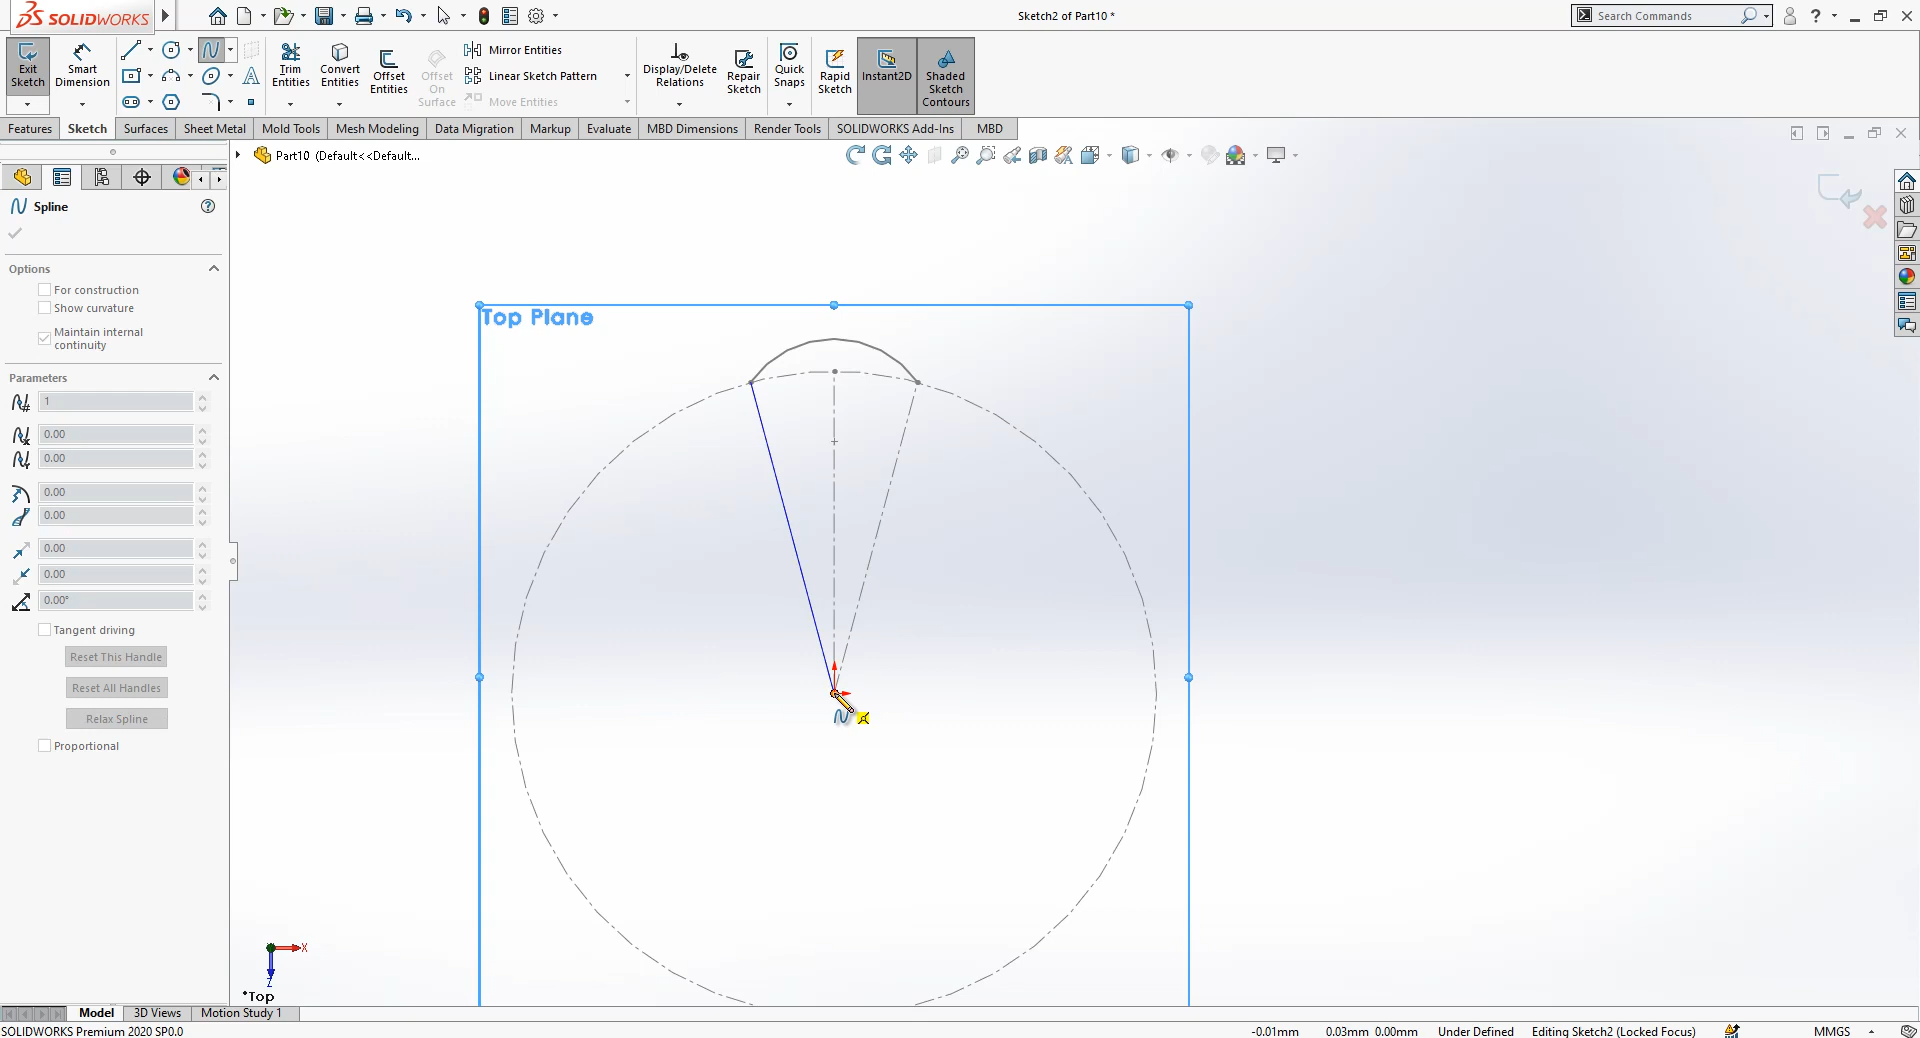 SOLIDWORKS
Sketch2 of Part10 *
Search Commands
?
Exit Sketch
Smart Dimension
Trim Entities
Convert Entities
Offset Entities
Offset On Surface
Mirror Entities
Linear Sketch Pattern
Move Entities
Display/Delete Relations
Repair Sketch
Quick Snaps
Rapid Sketch
Instant2D
Shaded Sketch Contours
Features
Sketch
Surfaces
Sheet Metal
Mold Tools
Mesh Modeling
Data Migration
Markup
Evaluate
MBD Dimensions
Render Tools
SOLIDWORKS Add-Ins
MBD
Part10 (Default<<Default...
Spline
?
Options
For construction
Show curvature
Maintain internal
continuity
Parameters
1
0.00
0.00
0.00
0.00
0.00
0.00
0.00°
Tangent driving
Reset This Handle
Reset All Handles
Relax Spline
Proportional
Top Plane
X
Z
*Top
Model
3D Views
Motion Study 1
SOLIDWORKS Premium 2020 SP0.0
-0.01mm
0.03mm 0.00mm
Under Defined
Editing Sketch2 (Locked Focus)
MMGS